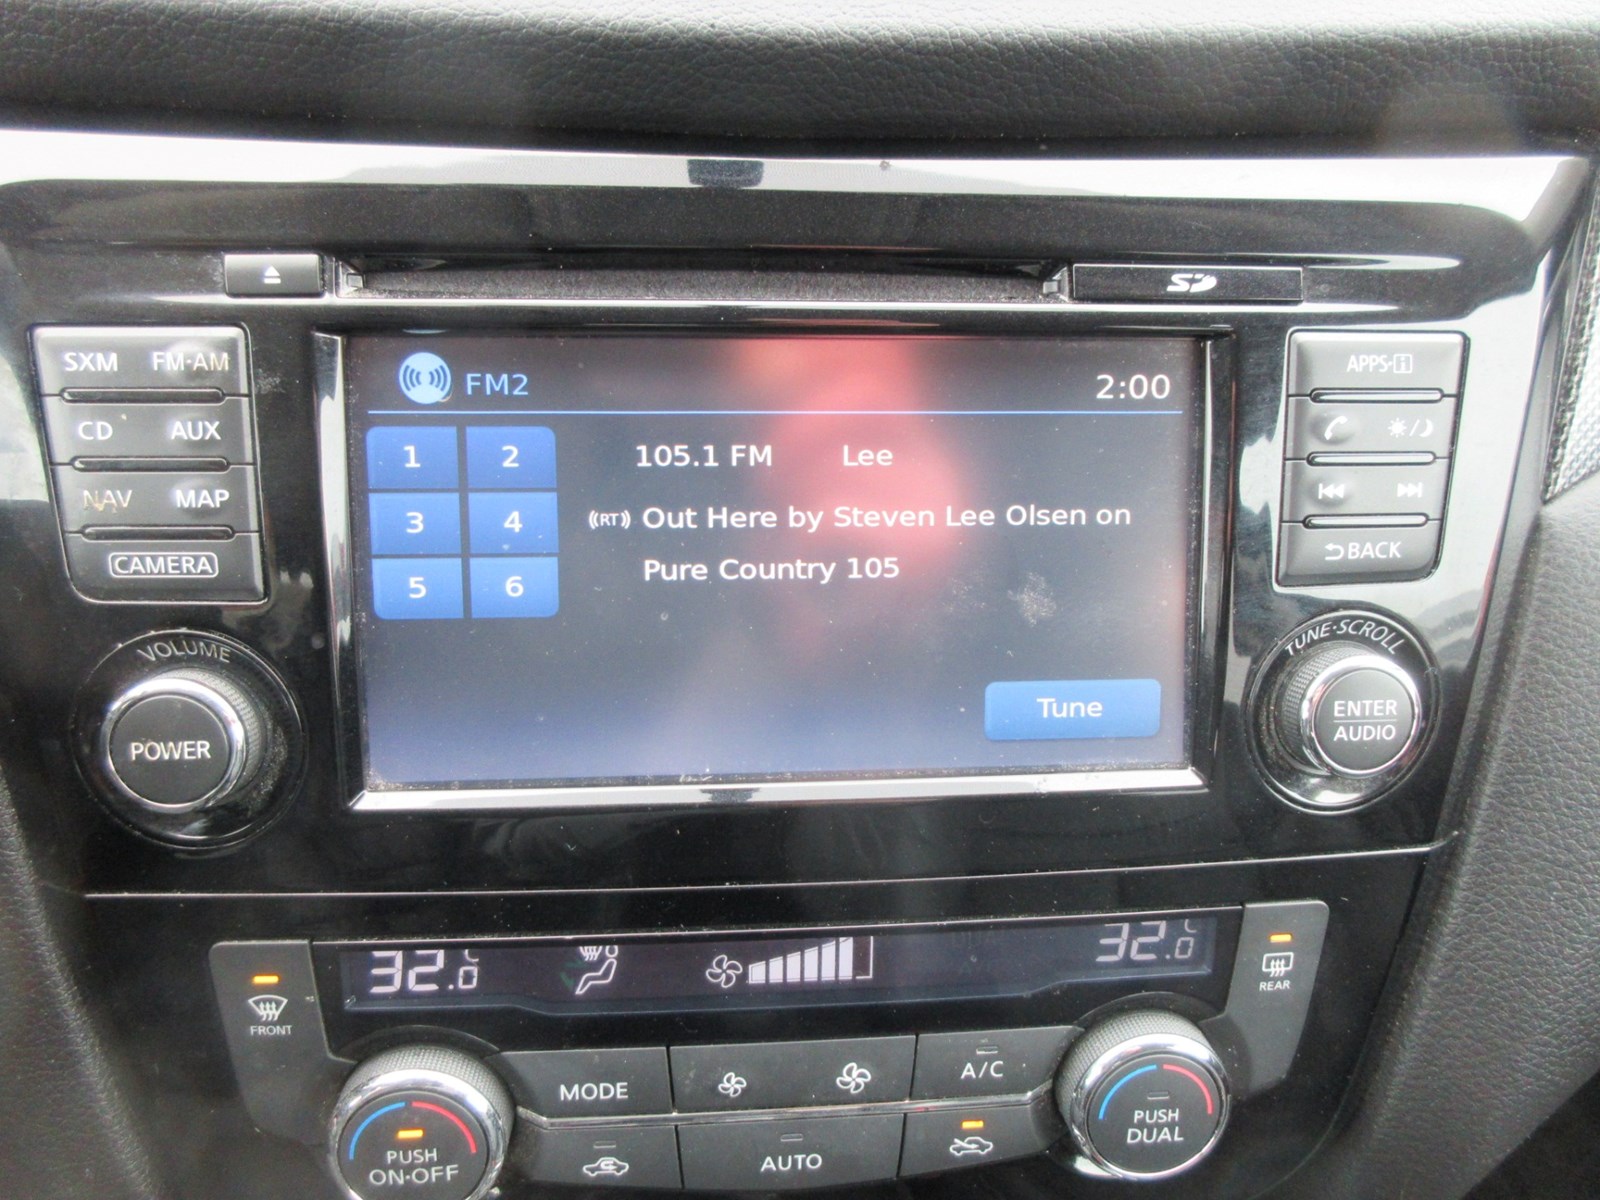 SD
SXM FM·AM
CD AUX
NAV MAP
CAMERA
VOLUME
POWER
FM2 2:00
1 2
3 4
5 6
105.1 FM Lee
((RT)) Out Here by Steven Lee Olsen on
Pure Country 105
Tune
APPS·i
BACK
TUNE·SCROLL
ENTER
AUDIO
32.0°C
32.0°C
FRONT
REAR
MODE
A/C
AUTO
PUSH
ON·OFF
PUSH
DUAL